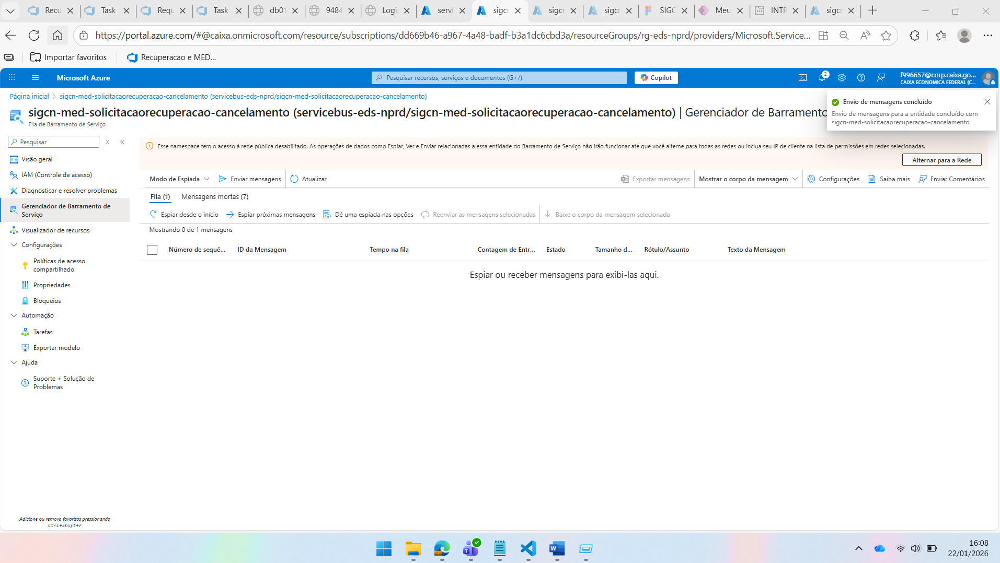 Recu
Task
Requ
Task
db01
9484
Login
servi
sigcn
sigcn
sigcn
SIGC
Meu
INTR
sigcn
https://portal.azure.com/#@caixa.onmicrosoft.com/resource/subscriptions/dd669b46-a967-4a48-badf-b3a1dc6cbd3a/resourceGroups/rg-eds-nprd/providers/Microsoft.Service...
Importar favoritos
Recuperacao e MED...
Microsoft Azure
Pesquisar recursos, serviços e documentos (G+/)
Copilot
2
f996657@corp.caixa.go...
CAIXA ECONOMICA FEDERAL (C...
Página inicial
sigcn-med-solicitacaorecuperacao-cancelamento (servicebus-eds-nprd/sigcn-med-solicitacaorecuperacao-cancelamento)
sigcn-med-solicitacaorecuperacao-cancelamento (servicebus-eds-nprd/sigcn-med-solicitacaorecuperacao-cancelamento) | Gerenciador de Barramento
Fila de Barramento de Serviço
Envio de mensagens concluído
Envio de mensagens para a entidade concluído com
sigcn-med-solicitacaorecuperacao-cancelamento
Pesquisar
Visão geral
IAM (Controle de acesso)
Diagnosticar e resolver problemas
Gerenciador de Barramento de
Serviço
Visualizador de recursos
Configurações
Políticas de acesso
compartilhado
Propriedades
Bloqueios
Automação
Tarefas
Exportar modelo
Ajuda
Suporte + Solução de
Problemas
Adicione ou remova favoritos pressionando
Ctrl+Shift+F
Esse namespace tem o acesso à rede pública desabilitado. As operações de dados como Espiar, Ver e Enviar relacionadas a essa entidade do Barramento de Serviço não irão funcionar até que você alterne para todas as redes ou inclua seu IP de cliente na lista de permissões em redes selecionadas.
Alternar para a Rede
Modo de Espiada
Enviar mensagens
Atualizar
Exportar mensagens
Mostrar o corpo da mensagem
Configurações
Saiba mais
Enviar Comentários
Fila (1)
Mensagens mortas (7)
Espiar desde o início
Espiar próximas mensagens
Dê uma espiada nas opções
Reenviar as mensagens selecionadas
Baixe o corpo da mensagem selecionada
Mostrando 0 de 1 mensagens
Número de sequê...
ID da Mensagem
Tempo na fila
Contagem de Entr...
Estado
Tamanho d...
Rótulo/Assunto
Texto da Mensagem
Espiar ou receber mensagens para exibi-las aqui.
16:08
22/01/2026